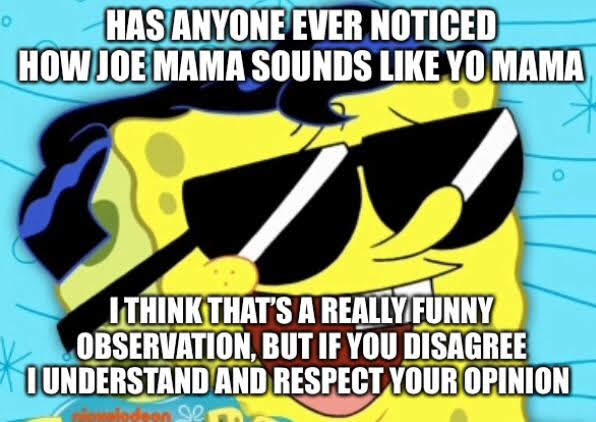 HAS ANYONE EVER NOTICED
HOW JOE MAMA SOUNDS LIKE YO MAMA
I THINK THAT'S A REALLY FUNNY
OBSERVATION, BUT IF YOU DISAGREE
I UNDERSTAND AND RESPECT YOUR OPINION
nickelodeon